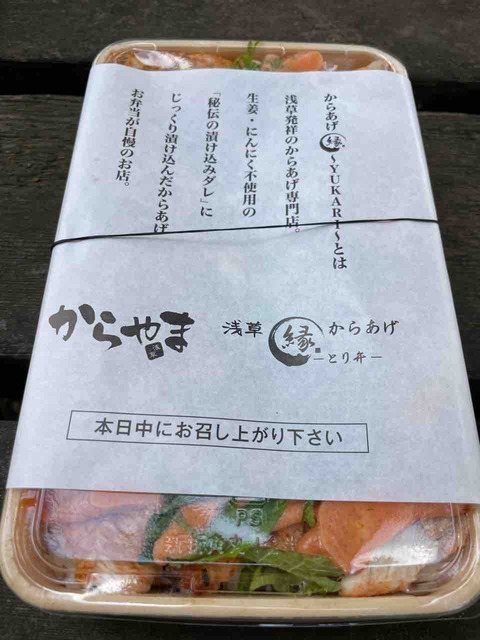 からあげ縁~YUKARI~とは
浅草発祥のからあげ専門店。
生姜・にんにく不使用の
「秘伝の漬け込みダレ」に
じっくり漬け込んだからあげ
お弁当が自慢のお店。
からやま
浅草
縁
からあげ
-とり弁-
本日中にお召し上がり下さい
PS